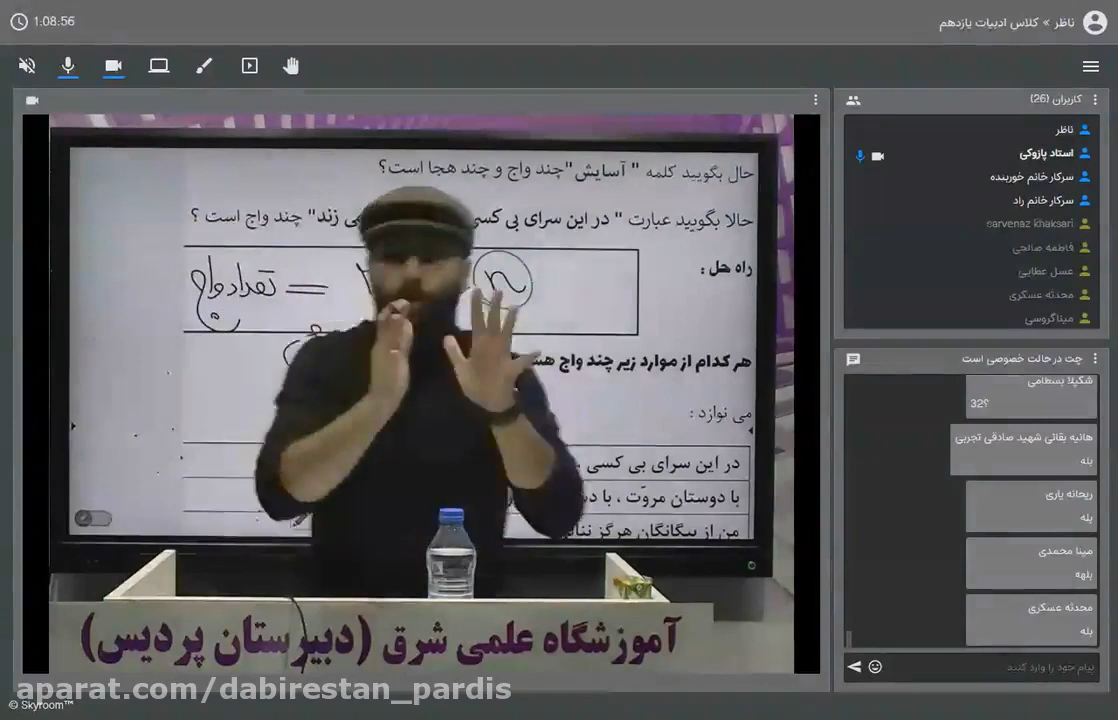 1:08:56
ناظر » کلاس ادبیات یازدهم
کاربران (26)
ناظر
استاد پازوکی
سرکار خانم خوربنده
سرکار خانم راد
sarvenaz khaksari
فاطمه صالحی
عسل عطایی
محدثه عسکری
میناگروسی
حال بگویید کلمه " آسایش"چند واج و چند هجا است؟
حالا بگویید عبارت " در این سرای بی کسی
ی زند" چند واج است ؟
راه حل :
n
= تعداد واج
هر کدام از موارد زیر چند واج
می نوازد :
در این سرای بی کسی
با دوستان مروّت ، با
من از بیگانگان هرگز
آموزشگاه علمی شرق (دبیرستان پردیس)
چت در حالت خصوصی است
شکیلا بسطامی
32؟
هانیه بقائی شهید صادقی تجربی
بله
ریحانه یاری
بله
مینا محمدی
بلهه
محدثه عسکری
بله
پیام خود را وارد کنید
aparat.com/dabirestan_pardis
© Skyroom™